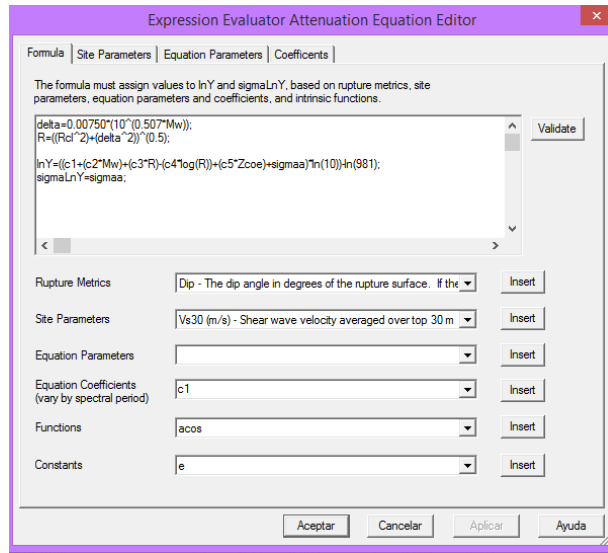 Expression Evaluator Attenuation Equation Editor
Formula Site Parameters Equation Parameters Coefficents
The formula must assign values to lnY and sigmaLnY, based on rupture metrics, site
parameters, equation parameters and coefficients, and intrinsic functions.
delta=0.00750*(10^(0.507*Mw));
R=((Rcl^2)+(delta^2))^(0.5);
lnY=((c1+(c2*Mw)+(c3*R)-(c4*log(R))+(c5*Zcoe)+sigmaa)*ln(10))-ln(981);
sigmaLnY=sigmaa;
Validate
Rupture Metrics Dip - The dip angle in degrees of the rupture surface. If the Insert
Site Parameters Vs30 (m/s) - Shear wave velocity averaged over top 30 m Insert
Equation Parameters Insert
Equation Coefficients
(vary by spectral period) c1 Insert
Functions acos Insert
Constants e Insert
Aceptar Cancelar Aplicar Ayuda